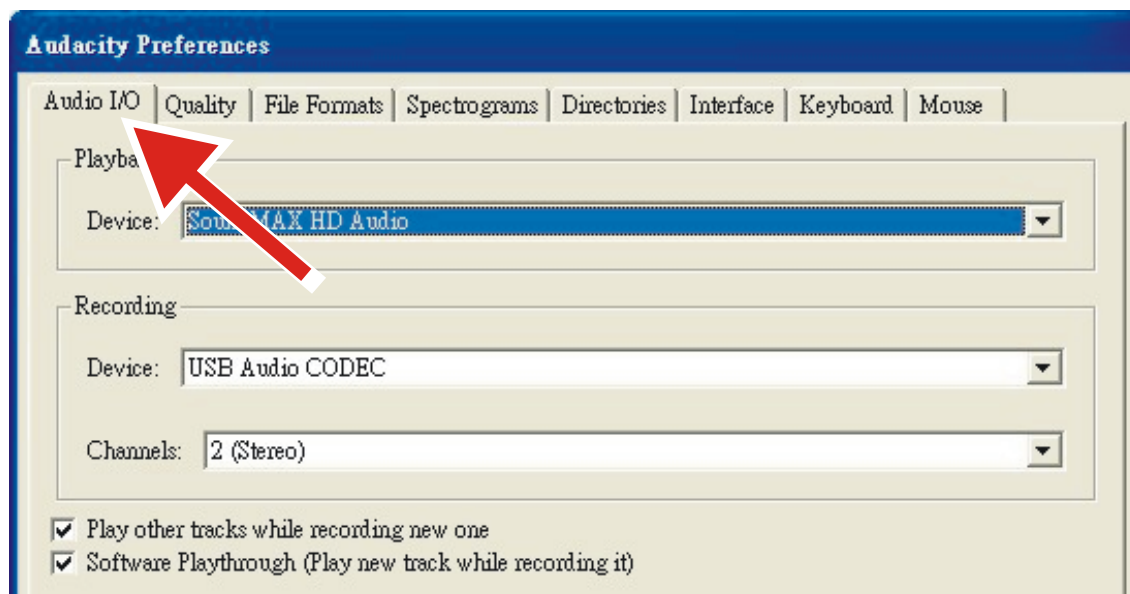 Audacity Preferences
Audio I/O Quality File Formats Spectrograms Directories Interface Keyboard Mouse
Device: HD Audio
Recording
Device: USB Audio CODEC
Channels: 2 (Stereo)
Play other tracks while recording new one
Software Playthrough (Play new track while recording it)